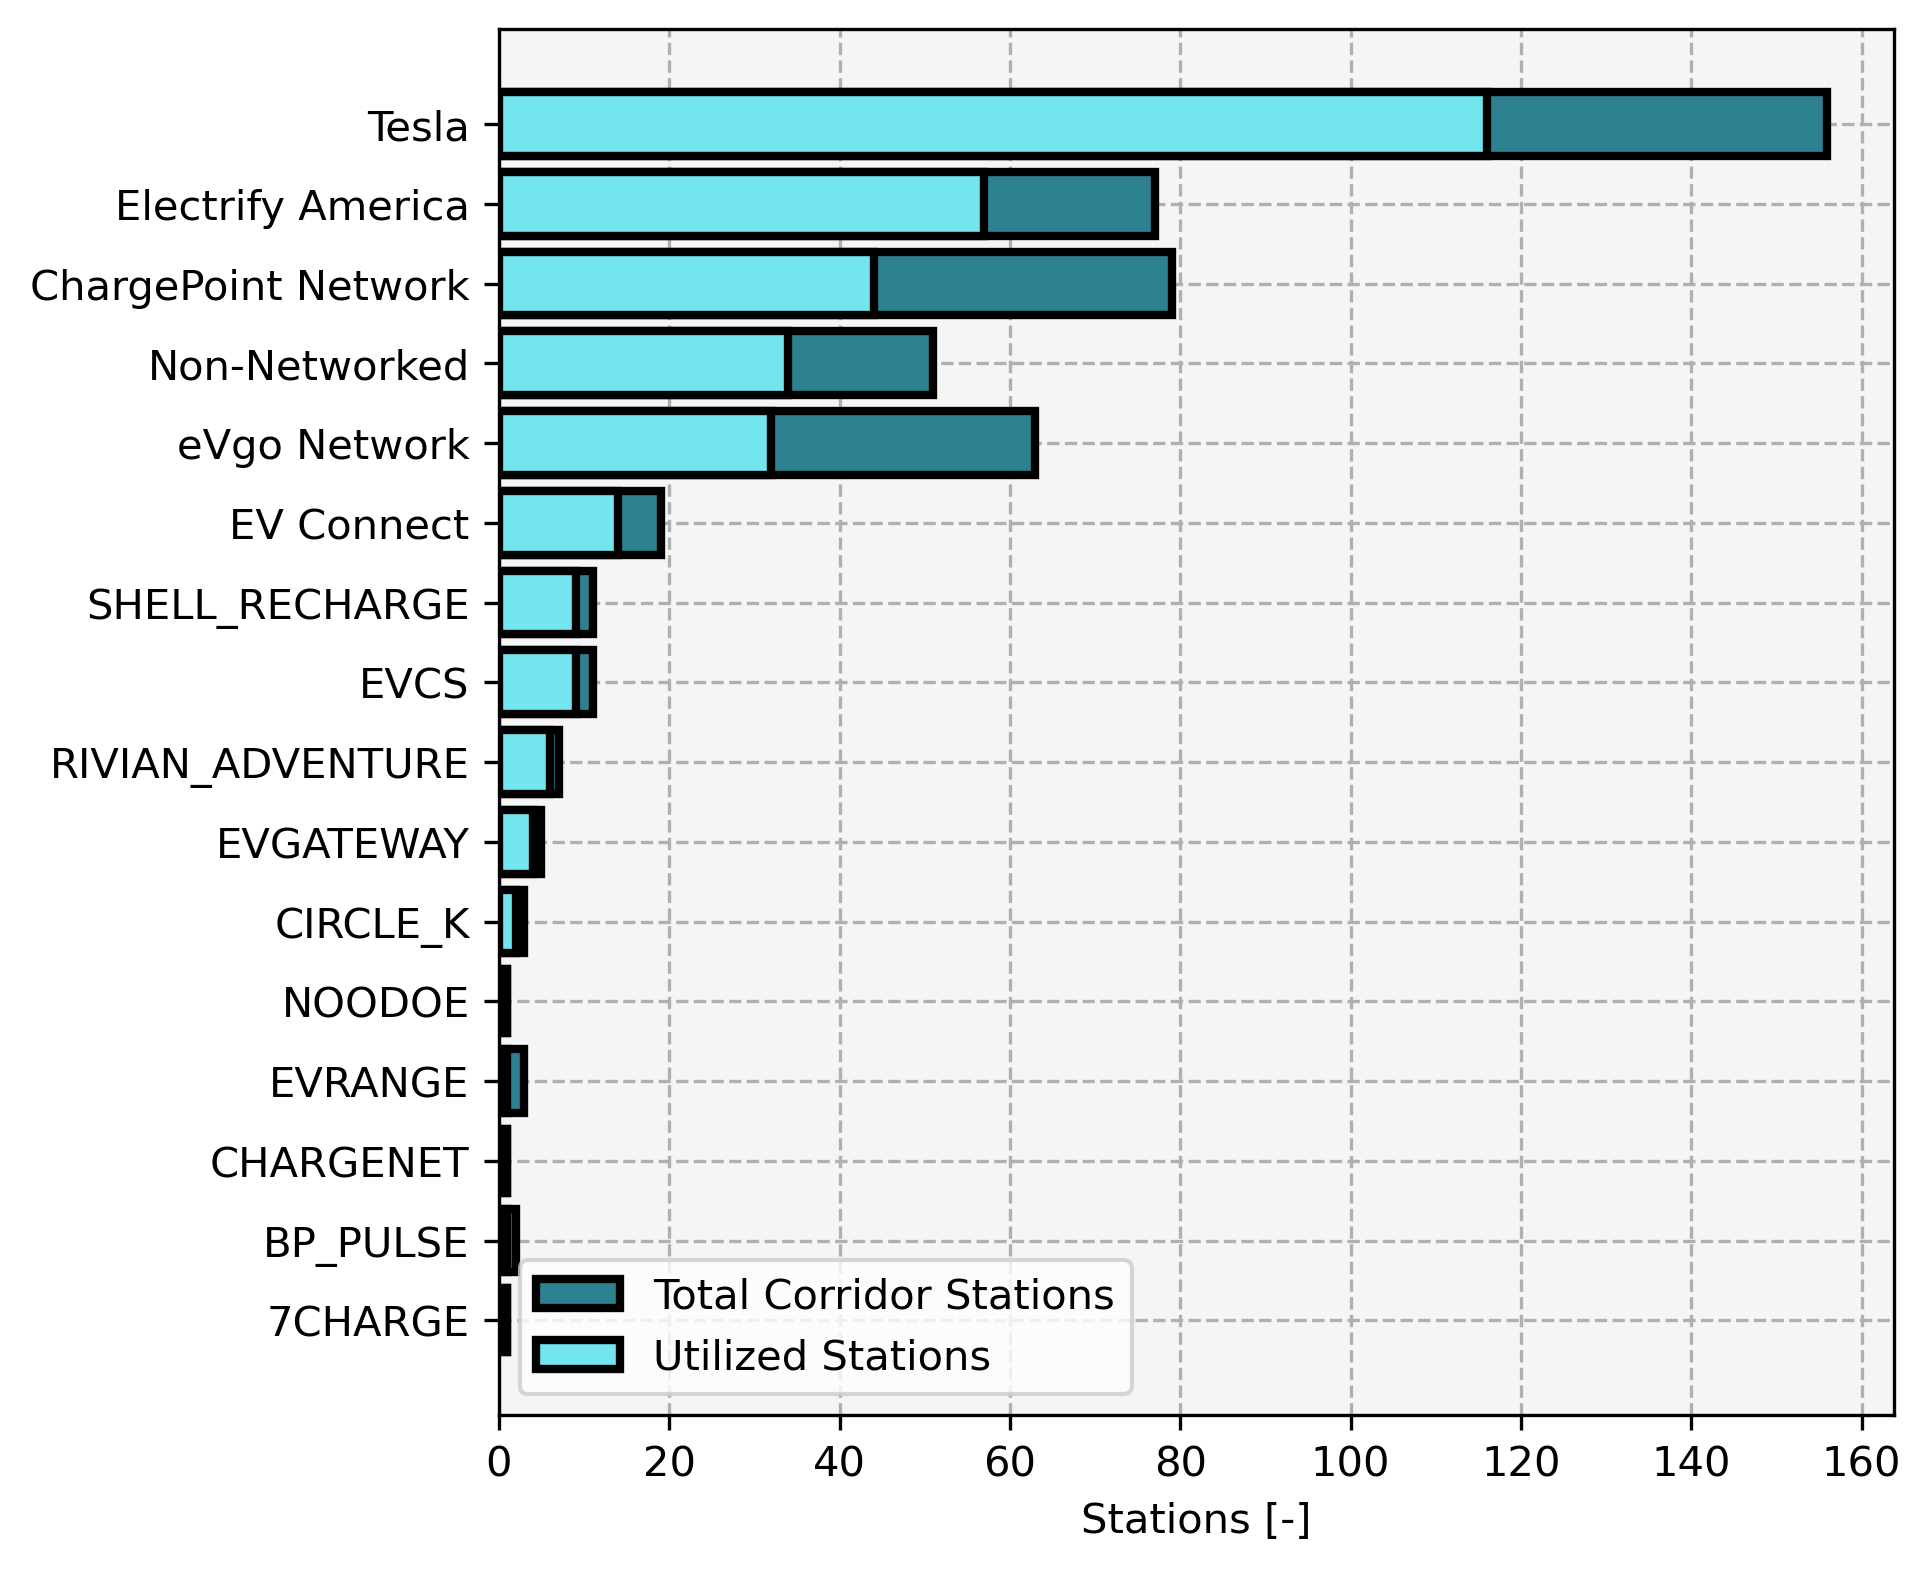 Tesla
Electrify America
ChargePoint Network
Non-Networked
eVgo Network
EV Connect
SHELL_RECHARGE
EVCS
RIVIAN_ADVENTURE
EVGATEWAY
CIRCLE_K
NOODOE
EVRANGE
CHARGENET
BP_PULSE
7CHARGE
Total Corridor Stations
Utilized Stations
0 20 40 60 80 100 120 140 160
Stations [-]